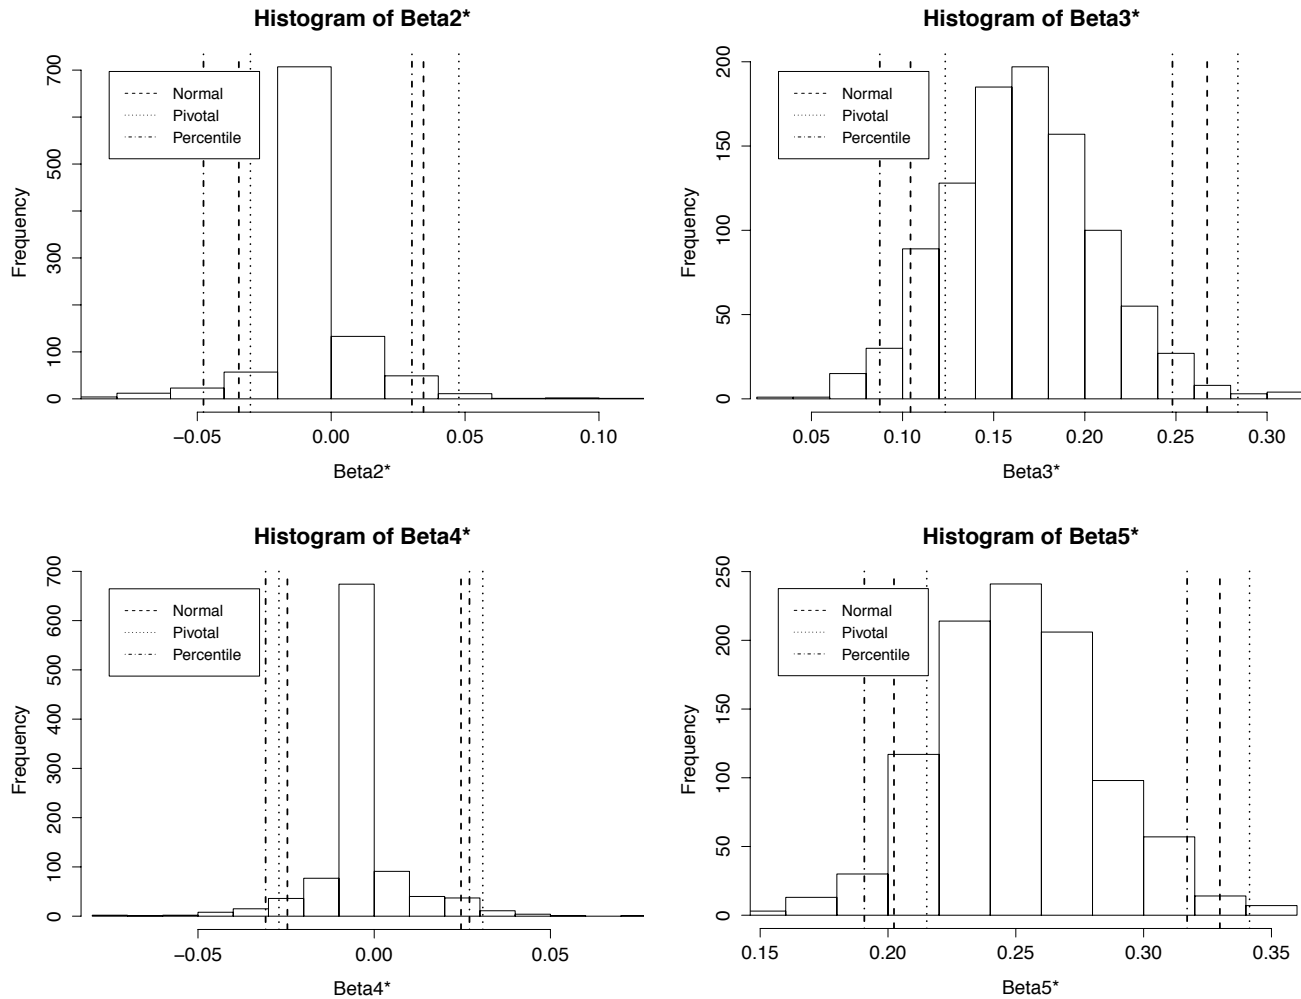 Histogram of Beta2*
Frequency
0
100
300
500
700
Normal
Pivotal
Percentile
−0.05 0.00 0.05 0.10
Beta2*
Histogram of Beta3*
Frequency
0
50
100
150
200
Normal
Pivotal
Percentile
0.05 0.10 0.15 0.20 0.25 0.30
Beta3*
Histogram of Beta4*
Frequency
0
100
200
300
400
500
600
700
Normal
Pivotal
Percentile
−0.05 0.00 0.05
Beta4*
Histogram of Beta5*
Frequency
0
50
100
150
200
250
Normal
Pivotal
Percentile
0.15 0.20 0.25 0.30 0.35
Beta5*